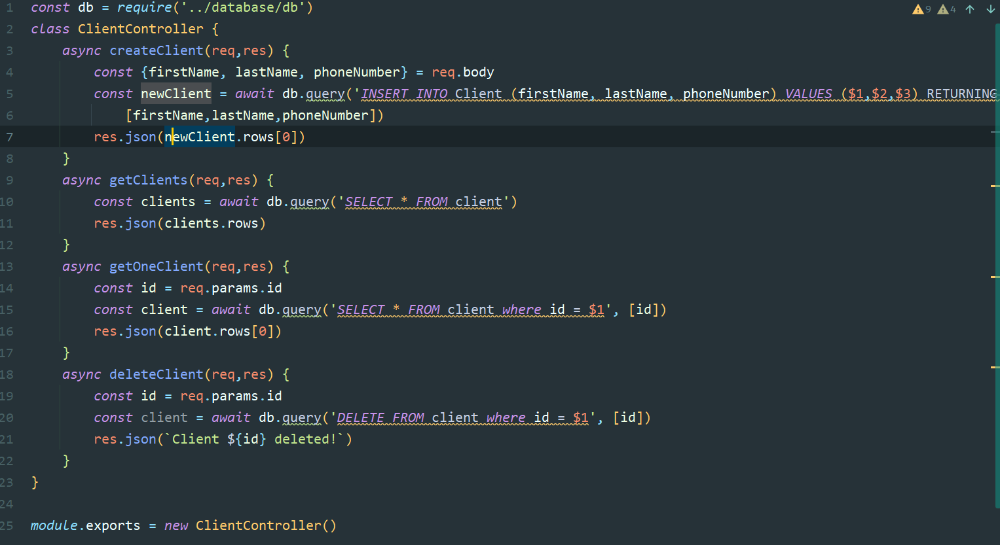 1 const db = require('../database/db')
9 4
2 class ClientController {
3 async createClient(req,res) {
4 const {firstName, lastName, phoneNumber} = req.body
5 const newClient = await db.query('INSERT INTO Client (firstName, lastName, phoneNumber) VALUES ($1,$2,$3) RETURNING
6 [firstName,lastName,phoneNumber])
7 res.json(newClient.rows[0])
8 }
9 async getClients(req,res) {
10 const clients = await db.query('SELECT * FROM client')
11 res.json(clients.rows)
12 }
13 async getOneClient(req,res) {
14 const id = req.params.id
15 const client = await db.query('SELECT * FROM client where id = $1', [id])
16 res.json(client.rows[0])
17 }
18 async deleteClient(req,res) {
19 const id = req.params.id
20 const client = await db.query('DELETE FROM client where id = $1', [id])
21 res.json(`Client ${id} deleted!`)
22 }
23 }
24
25 module.exports = new ClientController()